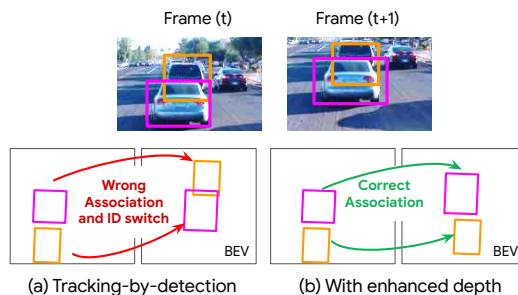 Frame (t)
Frame (t+1)
Wrong
Association
and ID switch
BEV
Correct
Association
BEV
(a) Tracking-by-detection
(b) With enhanced depth